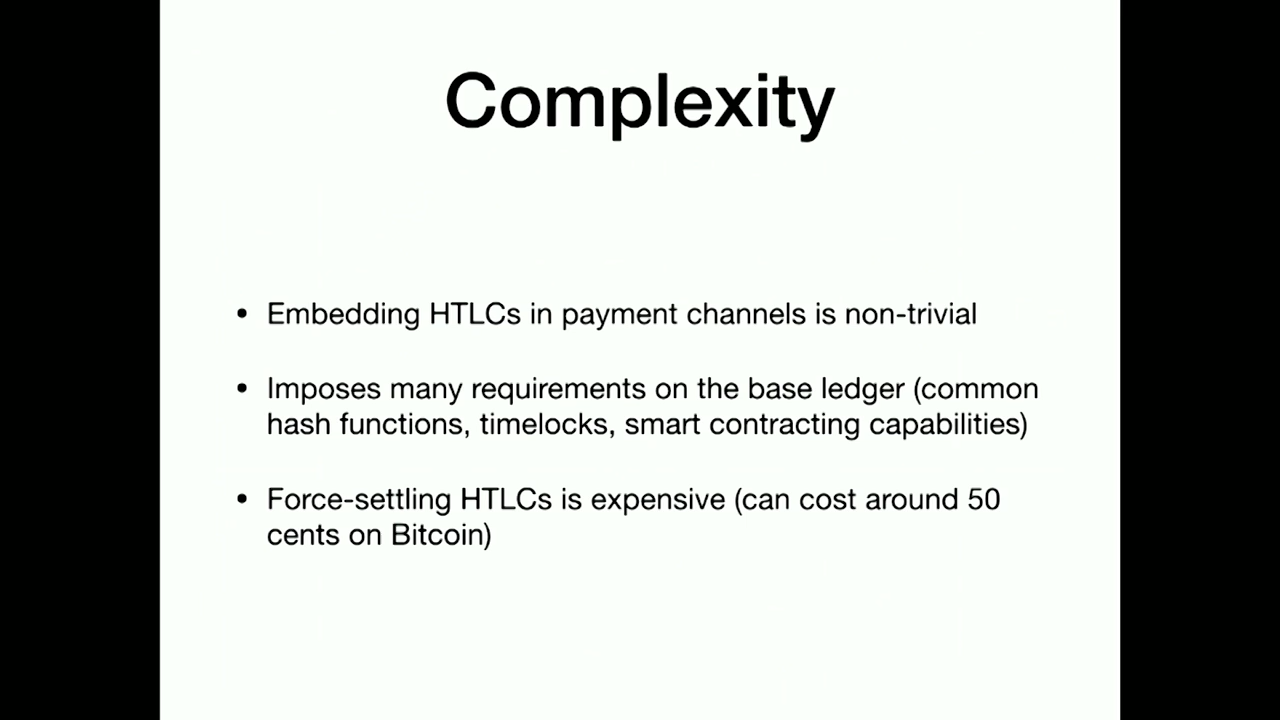 Complexity
• Embedding HTLCs in payment channels is non-trivial
• Imposes many requirements on the base ledger (common
hash functions, timelocks, smart contracting capabilities)
• Force-settling HTLCs is expensive (can cost around 50
cents on Bitcoin)